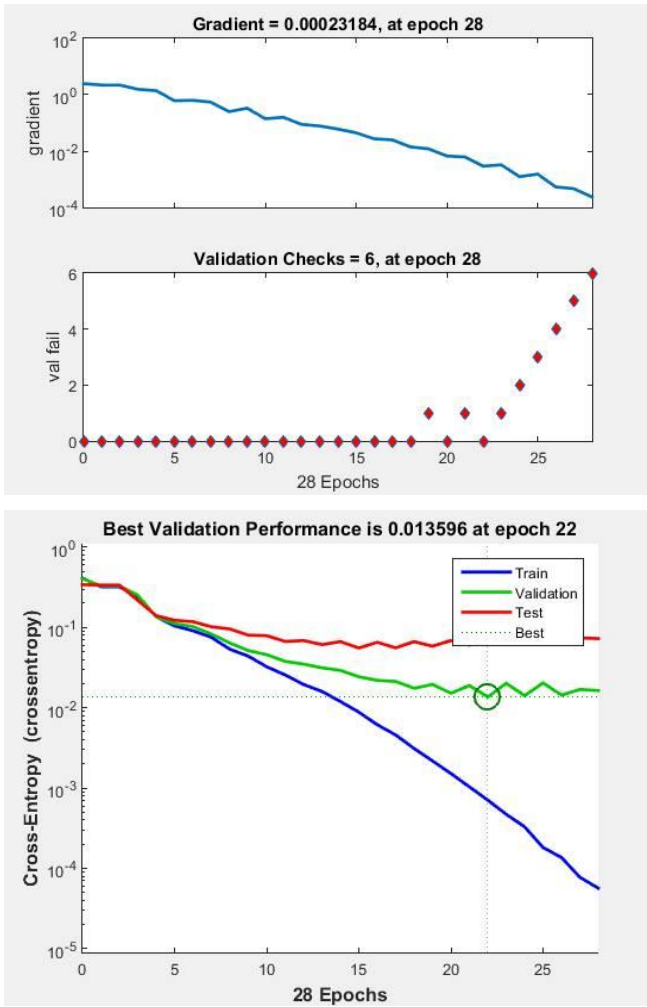 Gradient = 0.00023184, at epoch 28
10^2
10^0
10^-2
10^-4
gradient
Validation Checks = 6, at epoch 28
6
4
2
0
val fail
0 5 10 15 20 25
28 Epochs
Best Validation Performance is 0.013596 at epoch 22
10^0
10^-1
10^-2
10^-3
10^-4
10^-5
Cross-Entropy (crossentropy)
Train
Validation
Test
Best
0 5 10 15 20 25
28 Epochs